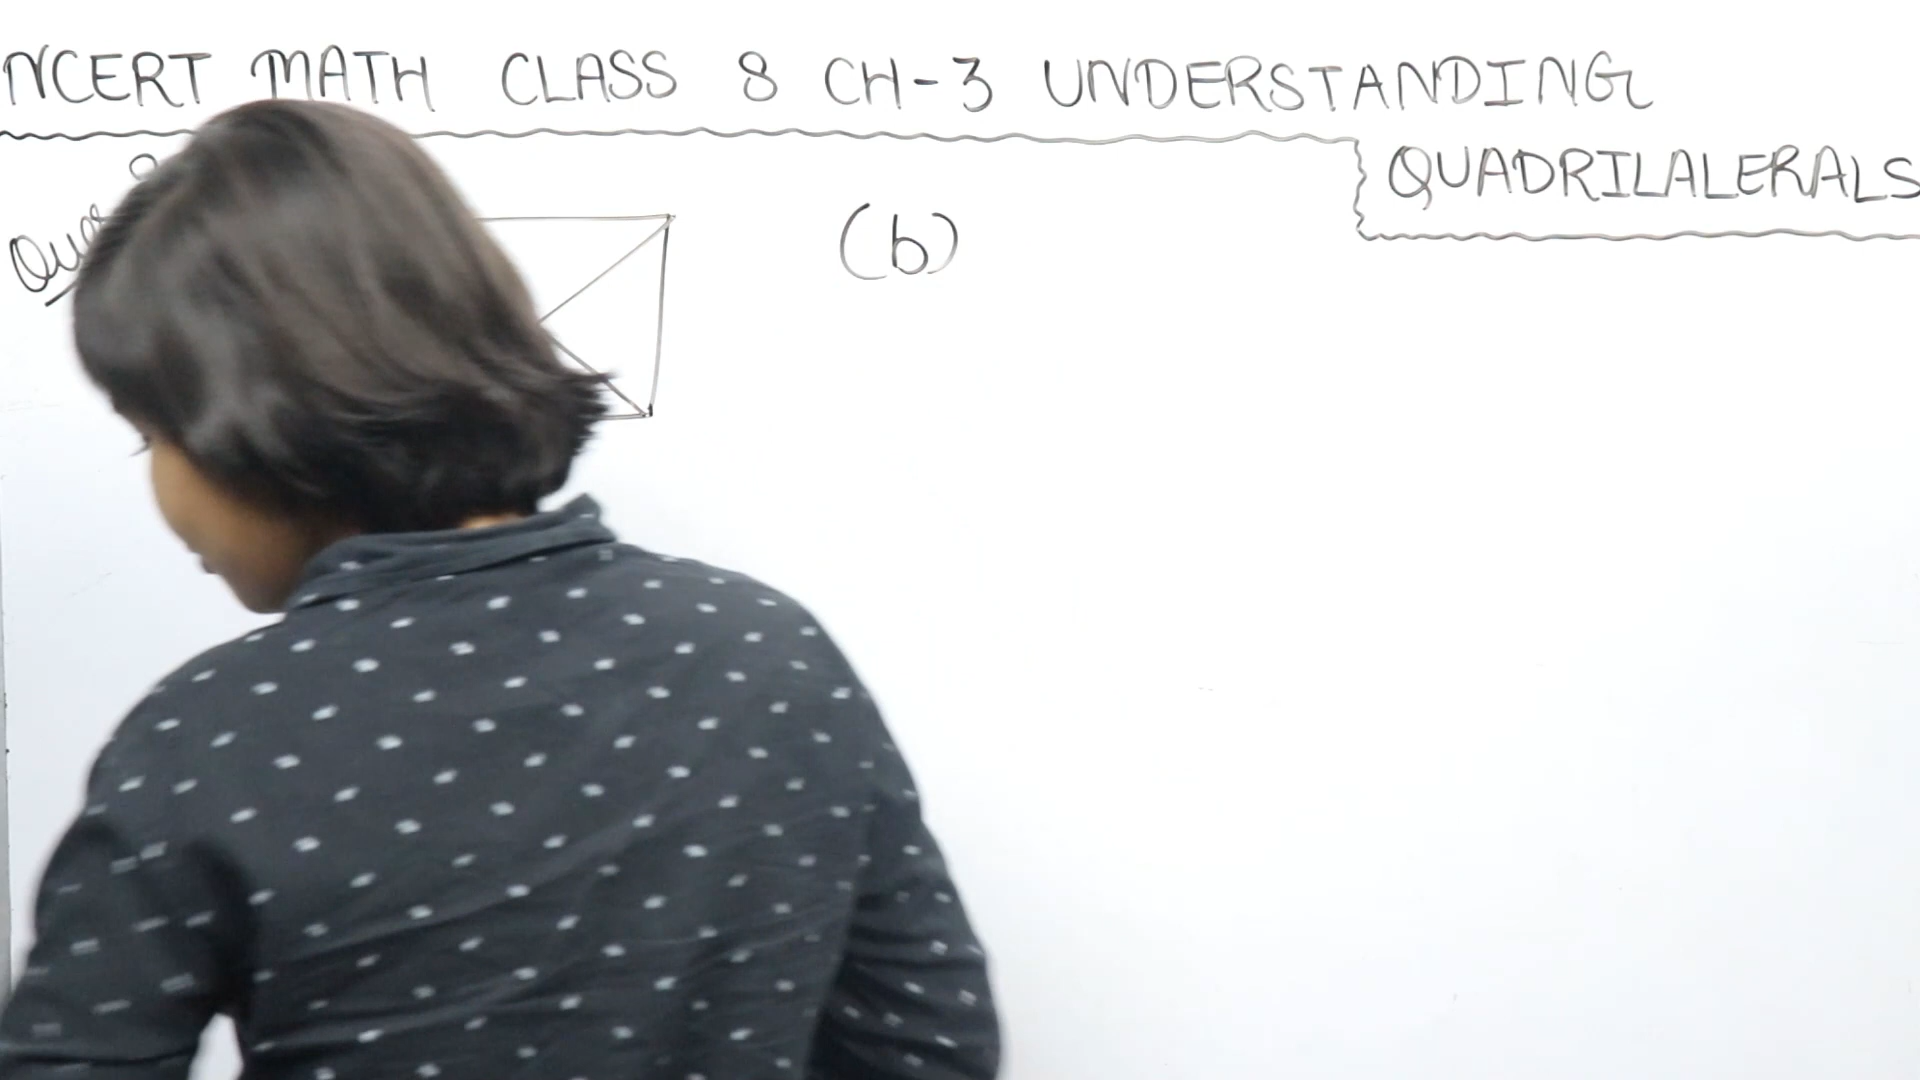 NCERT MATH CLASS 8 CH-3 UNDERSTANDING
QUADRILALERALS
(b)